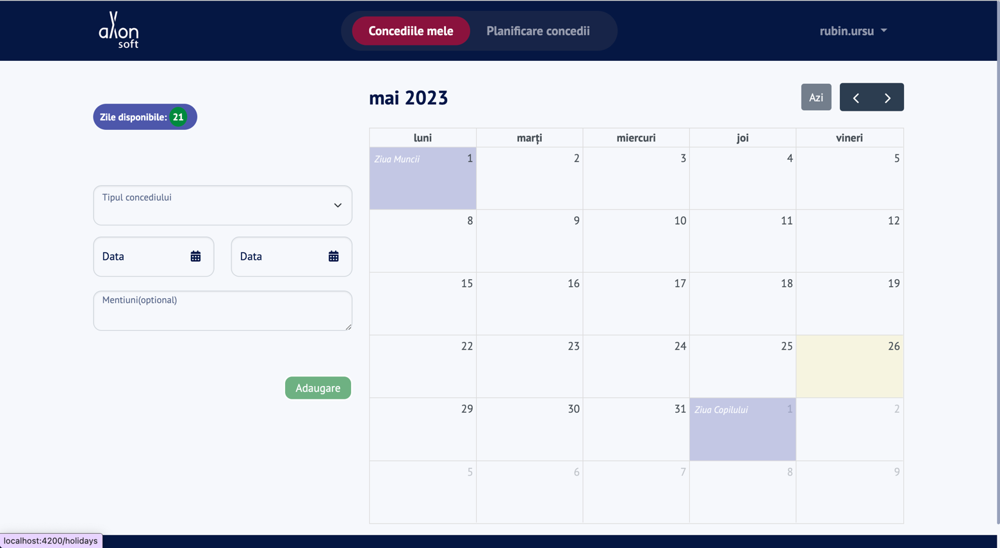 axon
soft
Concediile mele
Planificare concedii
rubin.ursu
Zile disponibile: 21
Tipul concediului
Data
Data
Mentiuni(optional)
Adaugare
mai 2023
Azi
luni marți miercuri joi vineri
Ziua Muncii 1 2 3 4 5
8 9 10 11 12
15 16 17 18 19
22 23 24 25 26
29 30 31 Ziua Copilului 1 2
5 6 7 8 9
localhost:4200/holidays